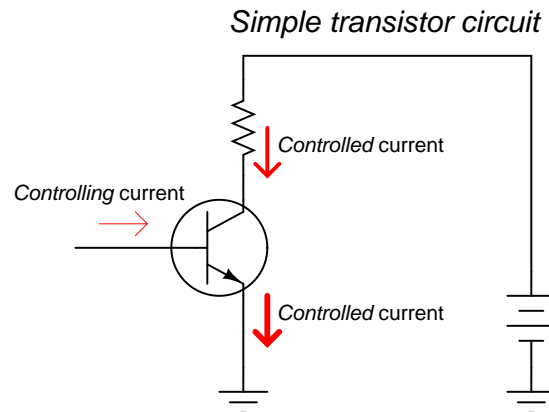 Simple transistor circuit
Controlled current
Controlling current
Controlled current